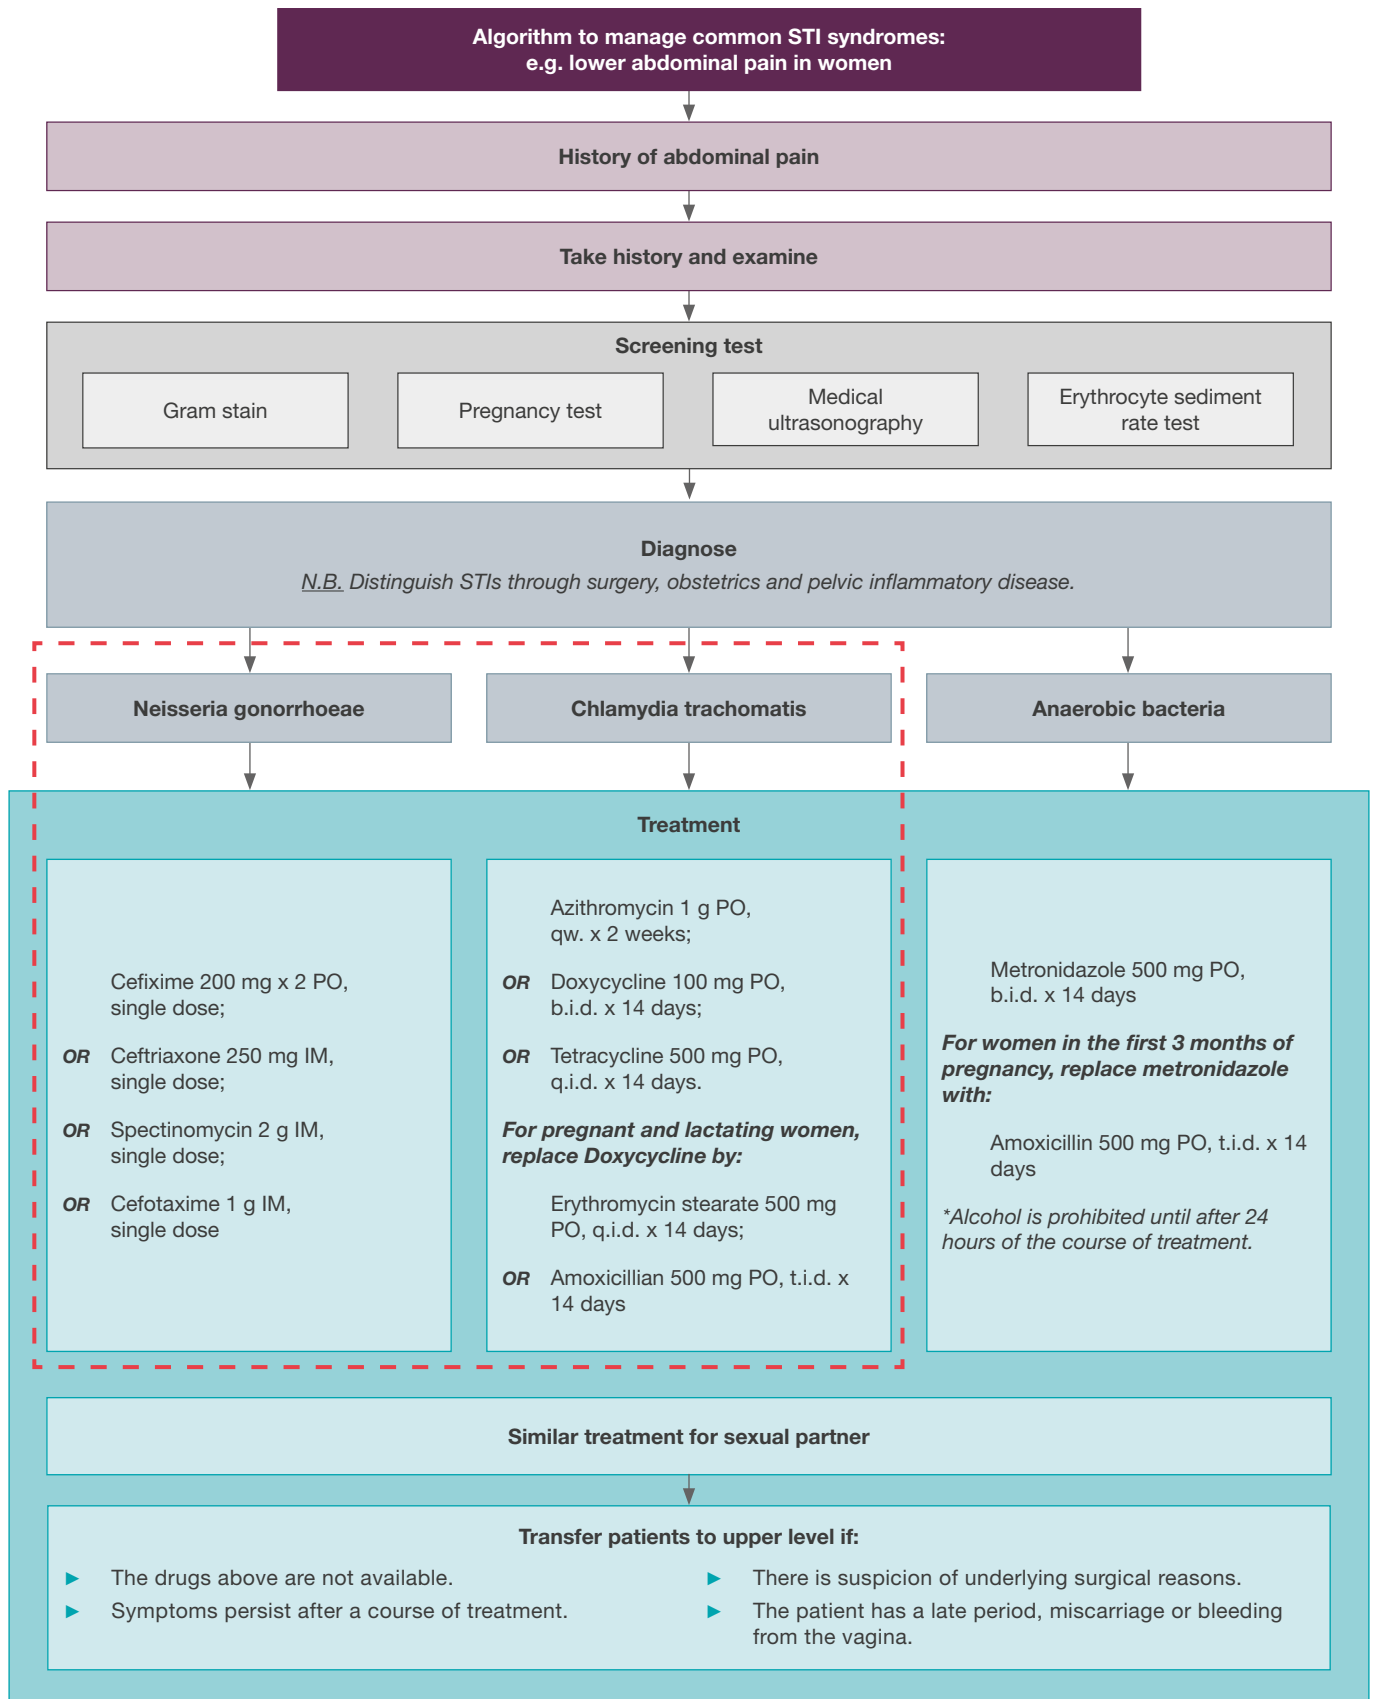 Algorithm to manage common STI syndromes:
e.g. lower abdominal pain in women
History of abdominal pain
Take history and examine
Screening test
Gram stain
Pregnancy test
Medical
ultrasonography
Erythrocyte sediment
rate test
Diagnose
N.B. Distinguish STIs through surgery, obstetrics and pelvic inflammatory disease.
Neisseria gonorrhoeae
Chlamydia trachomatis
Anaerobic bacteria
Treatment
Cefixime 200 mg x 2 PO,
single dose;
OR Ceftriaxone 250 mg IM,
single dose;
OR Spectinomycin 2 g IM,
single dose;
OR Cefotaxime 1 g IM,
single dose
Azithromycin 1 g PO,
qw. x 2 weeks;
OR Doxycycline 100 mg PO,
b.i.d. x 14 days;
OR Tetracycline 500 mg PO,
q.i.d. x 14 days.
For pregnant and lactating women,
replace Doxycycline by:
Erythromycin stearate 500 mg
PO, q.i.d. x 14 days;
OR Amoxicillian 500 mg PO, t.i.d. x
14 days
Metronidazole 500 mg PO,
b.i.d. x 14 days
For women in the first 3 months of
pregnancy, replace metronidazole
with:
Amoxicillin 500 mg PO, t.i.d. x 14
days
*Alcohol is prohibited until after 24
hours of the course of treatment.
Similar treatment for sexual partner
Transfer patients to upper level if:
► The drugs above are not available.
► Symptoms persist after a course of treatment.
► There is suspicion of underlying surgical reasons.
► The patient has a late period, miscarriage or bleeding
from the vagina.